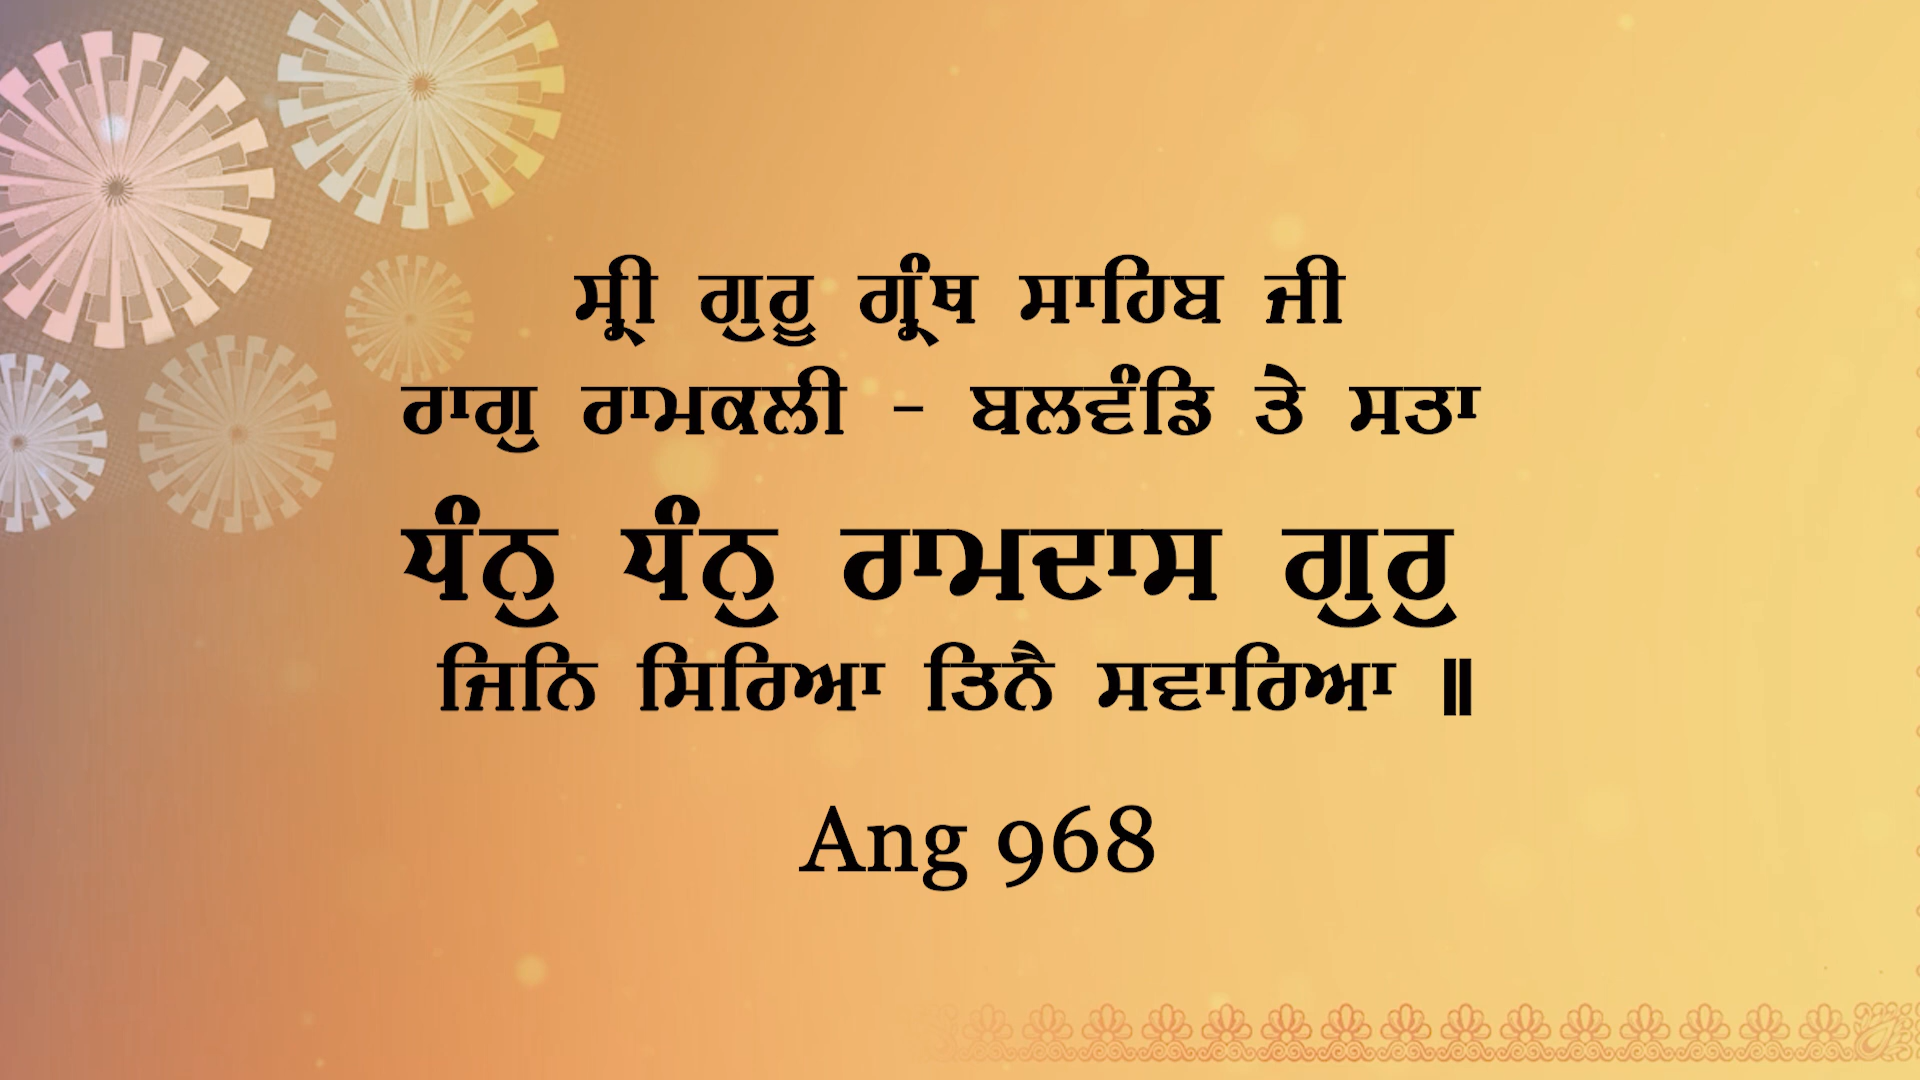 ਸ੍ਰੀ ਗੁਰੂ ਗ੍ਰੰਥ ਸਾਹਿਬ ਜੀ
ਰਾਗੁ ਰਾਮਕਲੀ - ਬਲਵੰਡਿ ਤੇ ਸਤਾ
ਧੰਨੁ ਧੰਨੁ ਰਾਮਦਾਸ ਗੁਰੁ
ਜਿਨਿ ਸਿਰਿਆ ਤਿਨੈ ਸਵਾਰਿਆ ॥
Ang 968